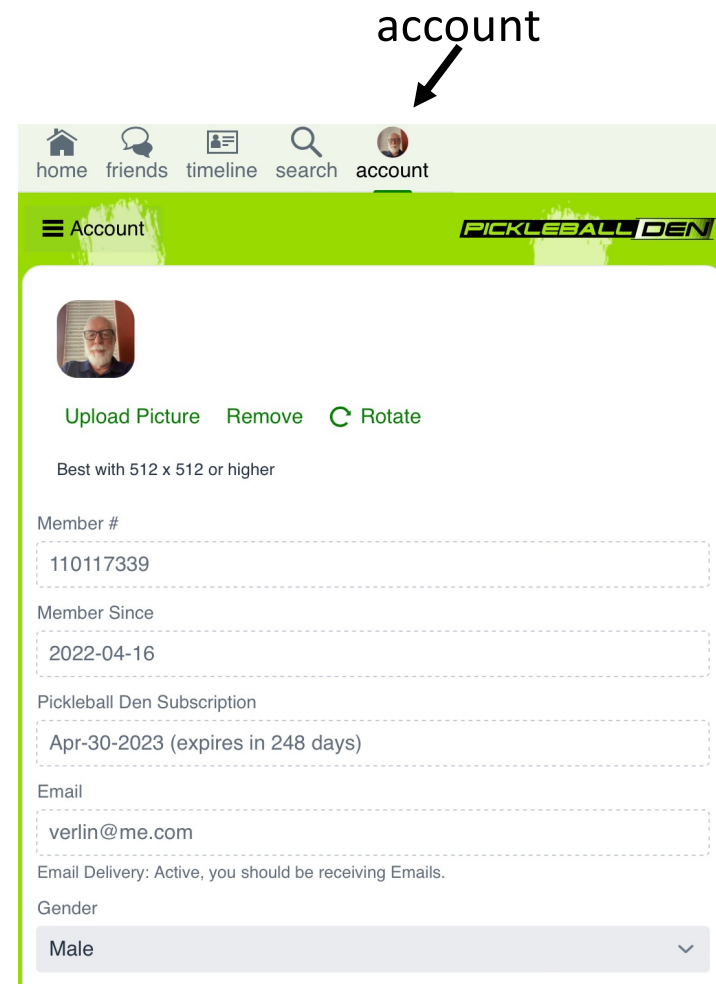 account
home friends timeline search account
Account PICKLEBALL DEN
Upload Picture Remove Rotate
Best with 512 x 512 or higher
Member #
110117339
Member Since
2022-04-16
Pickleball Den Subscription
Apr-30-2023 (expires in 248 days)
Email
verlin@me.com
Email Delivery: Active, you should be receiving Emails.
Gender
Male